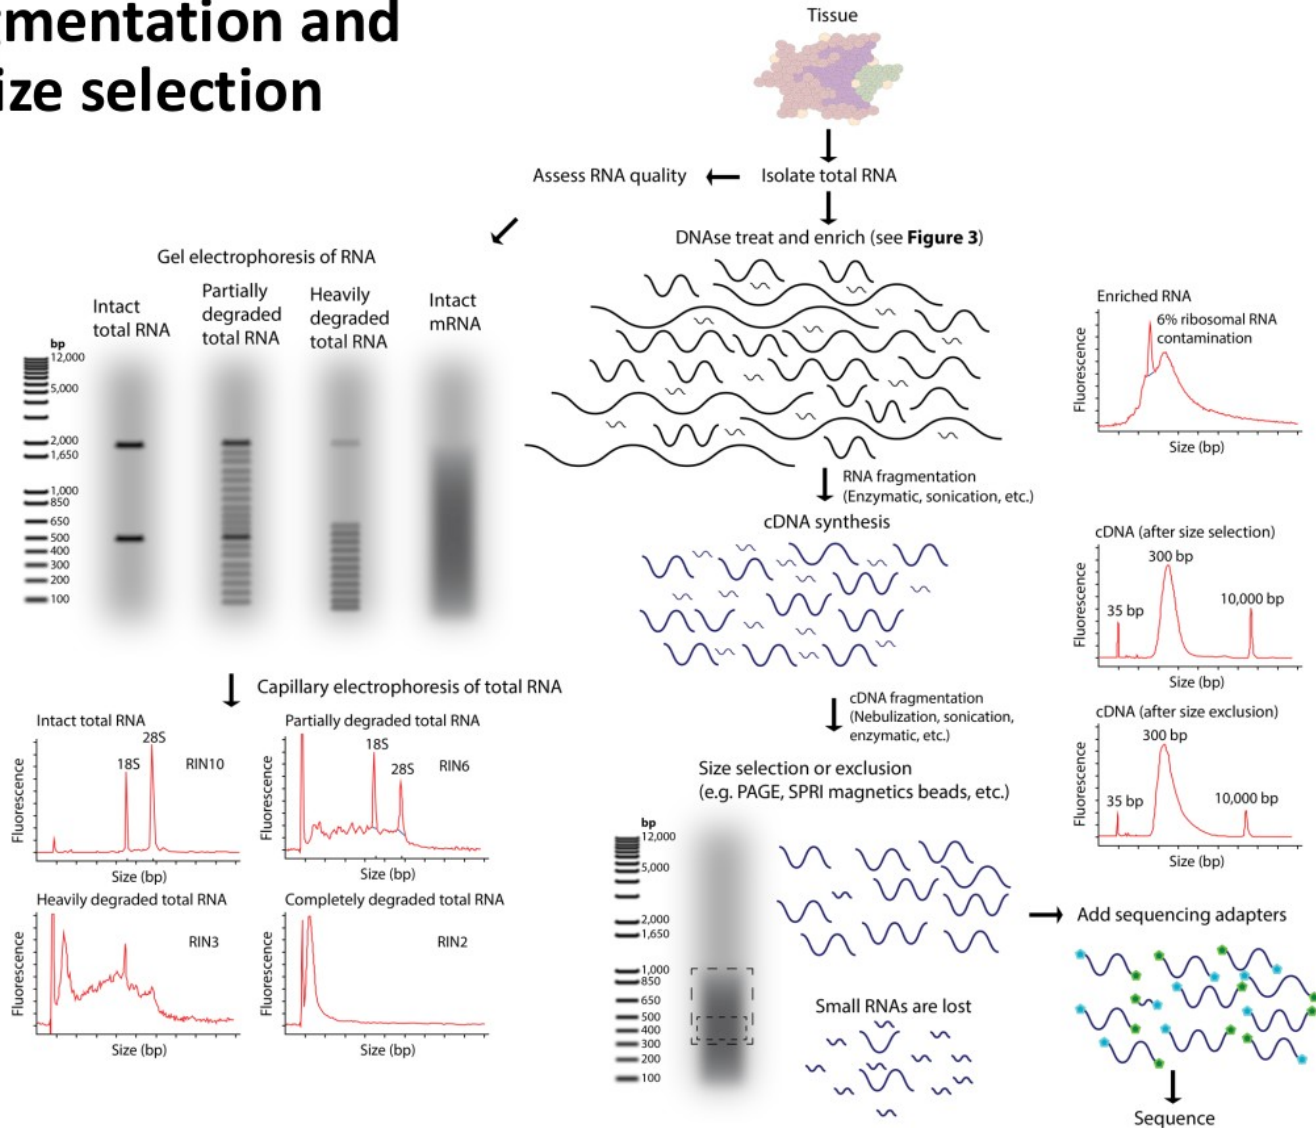 gmentation and
ize selection
Tissue
Assess RNA quality
Isolate total RNA
DNAse treat and enrich (see Figure 3)
Gel electrophoresis of RNA
Intact
total RNA
Partially
degraded
total RNA
Heavily
degraded
total RNA
Intact
mRNA
bp
12,000
5,000
2,000
1,650
1,000
850
650
500
400
300
200
100
Enriched RNA
6% ribosomal RNA
contamination
Fluorescence
Size (bp)
RNA fragmentation
(Enzymatic, sonication, etc.)
cDNA synthesis
cDNA (after size selection)
300 bp
35 bp
10,000 bp
Fluorescence
Size (bp)
Capillary electrophoresis of total RNA
Intact total RNA
28S
18S
RIN10
Fluorescence
Size (bp)
Partially degraded total RNA
18S
28S
RIN6
Fluorescence
Size (bp)
Heavily degraded total RNA
RIN3
Fluorescence
Size (bp)
Completely degraded total RNA
RIN2
Fluorescence
Size (bp)
cDNA fragmentation
(Nebulization, sonication,
enzymatic, etc.)
cDNA (after size exclusion)
300 bp
35 bp
10,000 bp
Fluorescence
Size (bp)
Size selection or exclusion
(e.g. PAGE, SPRI magnetics beads, etc.)
bp
12,000
5,000
2,000
1,650
1,000
850
650
500
400
300
200
100
Small RNAs are lost
Add sequencing adapters
Sequence